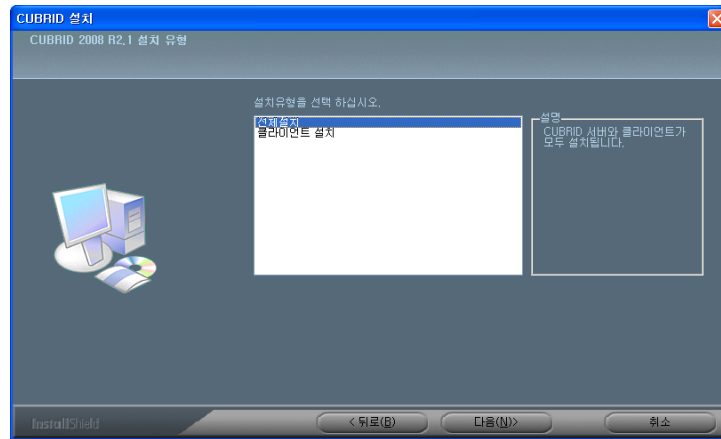 CUBRID 설치
CUBRID 2008 R2.1 설치 유형
설치유형을 선택 하십시오.
전체설치
클라이언트 설치
설명
CUBRID 서버와 클라이언트가
모두 설치됩니다.
InstallShield
< 뒤로(B)
다음(N)>
취소